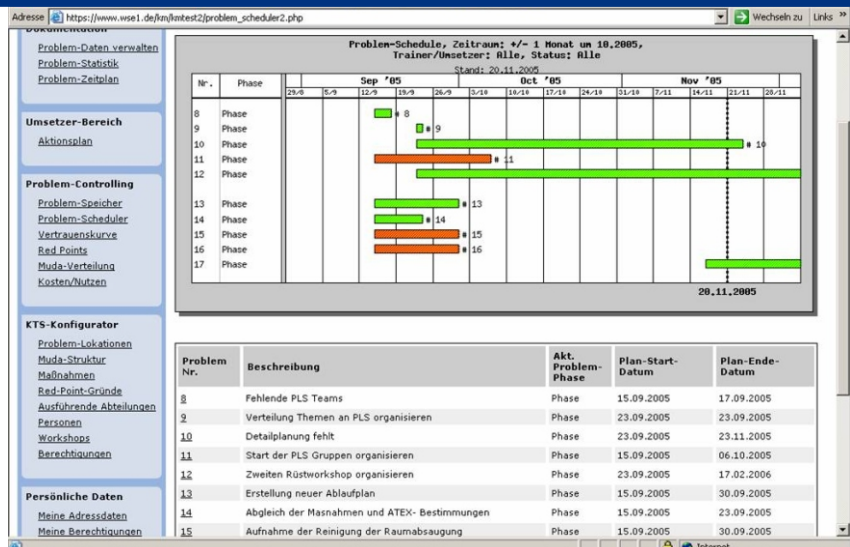 Adresse https://www.wse1.de/km/kmtest2/problem_scheduler2.php Wechseln zu Links »
Dokumentation
Problem-Daten verwalten
Problem-Statistik
Problem-Zeitplan
Umsetzer-Bereich
Aktionsplan
Problem-Controlling
Problem-Speicher
Problem-Scheduler
Vertrauenskurve
Red Points
Muda-Verteilung
Kosten/Nutzen
KTS-Konfigurator
Problem-Lokationen
Muda-Struktur
Maßnahmen
Red-Point-Gründe
Ausführende Abteilungen
Personen
Workshops
Berechtigungen
Persönliche Daten
Meine Adressdaten
Meine Berechtigungen
Problem-Schedule, Zeitraum: +/- 1 Monat um 10.2005,
Trainer/Umsetzer: Alle, Status: Alle
Stand: 20.11.2005
Nr. Phase Sep '05 Oct '05 Nov '05
29/8 5/9 12/9 19/9 26/9 3/10 10/10 17/10 24/10 31/10 7/11 14/11 21/11 28/11
8 Phase # 8
9 Phase # 9
10 Phase # 10
11 Phase # 11
12 Phase
13 Phase # 13
14 Phase # 14
15 Phase # 15
16 Phase # 16
17 Phase
20.11.2005
Problem Nr. Beschreibung Akt. Problem-Phase Plan-Start-Datum Plan-Ende-Datum
8 Fehlende PLS Teams Phase 15.09.2005 17.09.2005
9 Verteilung Themen an PLS organisieren Phase 23.09.2005 23.09.2005
10 Detailplanung fehlt Phase 23.09.2005 23.11.2005
11 Start der PLS Gruppen organisieren Phase 15.09.2005 06.10.2005
12 Zweiten Rüstworkshop organisieren Phase 23.09.2005 17.02.2006
13 Erstellung neuer Ablaufplan Phase 15.09.2005 30.09.2005
14 Abgleich der Masnahmen und ATEX- Bestimmungen Phase 15.09.2005 23.09.2005
15 Aufnahme der Reinigung der Raumabsaugung Phase 15.09.2005 30.09.2005
Internet